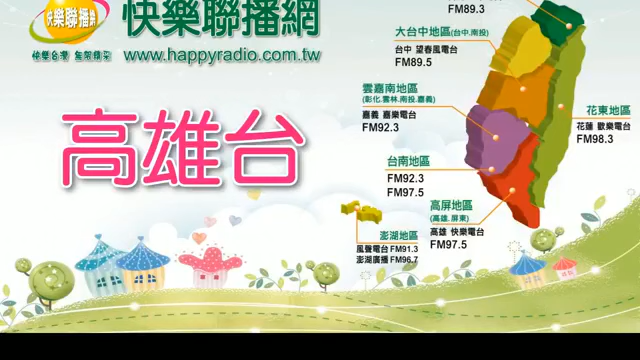 快樂聯播網
快樂聯播網
快樂台灣 無限精采
www.happyradio.com.tw
高雄台
FM89.3
大台中地區(台中.南投)
台中 望春風電台
FM89.5
雲嘉南地區
(彰化.雲林.南投.嘉義)
嘉義 嘉樂電台
FM92.3
花東地區
花蓮 歡樂電台
FM98.3
台南地區
FM92.3
FM97.5
高屏地區
(高雄.屏東)
高雄 快樂電台
FM97.5
澎湖地區
風聲電台 FM91.3
澎湖廣播 FM96.7